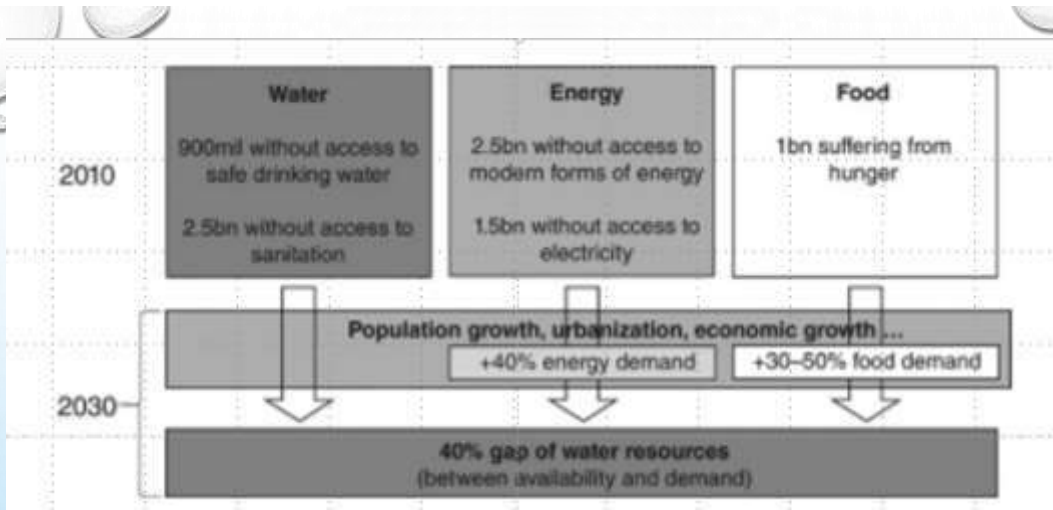 Water
900mil without access to
safe drinking water
2.5bn without access to
sanitation
Energy
2.5bn without access to
modern forms of energy
1.5bn without access to
electricity
Food
1bn suffering from
hunger
2010
Population growth, urbanization, economic growth ...
+40% energy demand
+30–50% food demand
2030
40% gap of water resources
(between availability and demand)